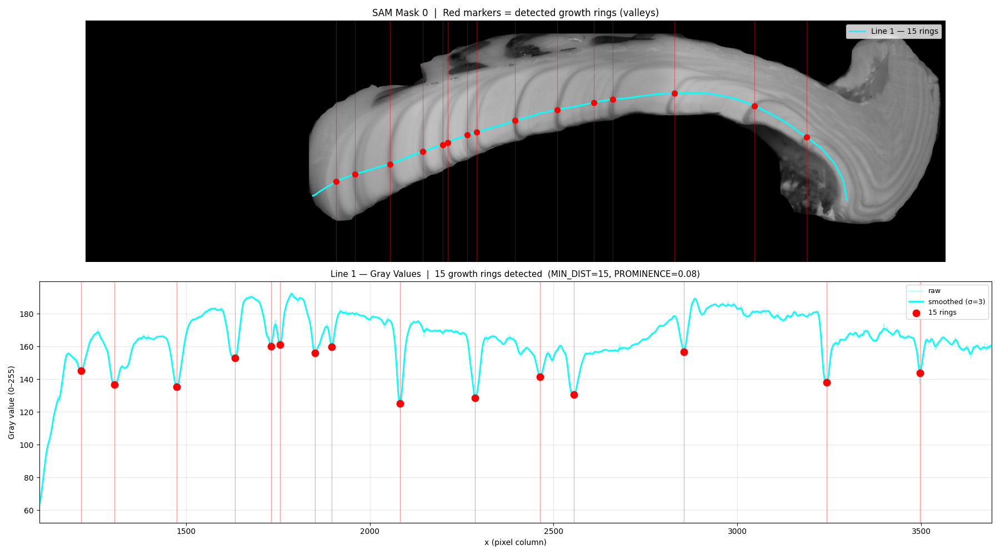 SAM Mask 0 | Red markers = detected growth rings (valleys)
Line 1 — 15 rings
Line 1 — Gray Values | 15 growth rings detected (MIN_DIST=15, PROMINENCE=0.08)
raw
smoothed (σ=3)
15 rings
Gray value (0–255)
180
160
140
120
100
80
60
1500
2000
2500
3000
3500
x (pixel column)